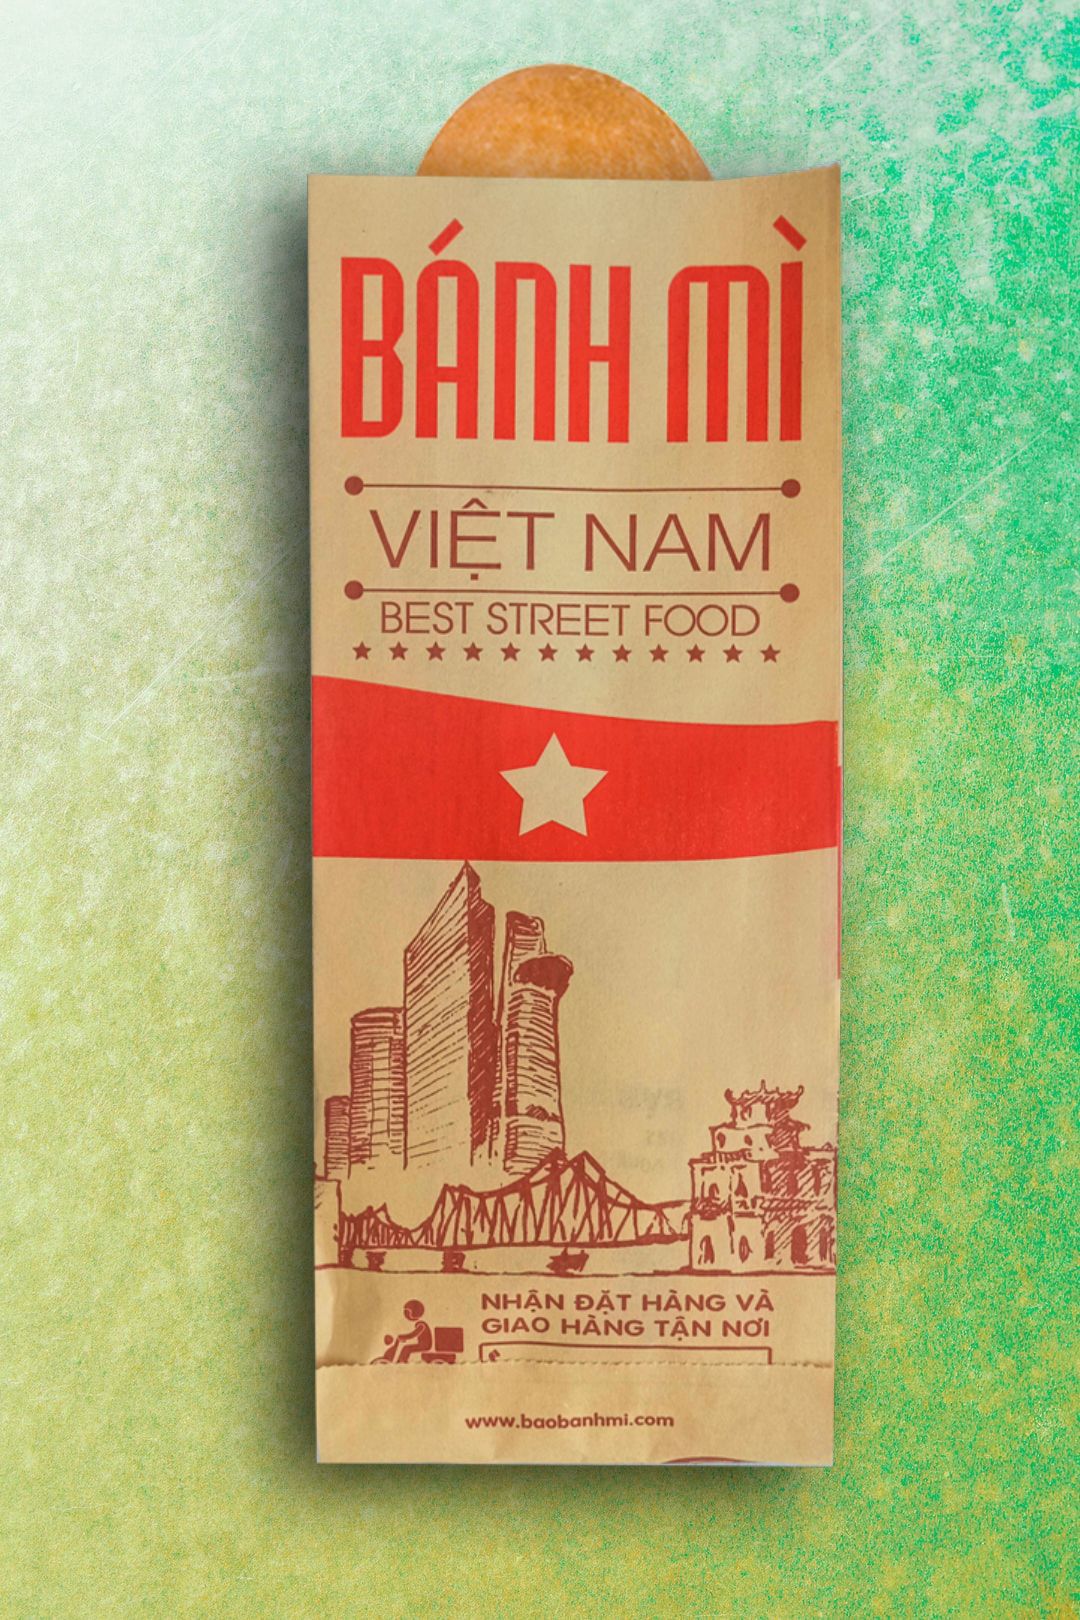 BÁNH MÌ
VIỆT NAM
BEST STREET FOOD
NHẬN ĐẶT HÀNG VÀ
GIAO HÀNG TẬN NƠI
www.baobanhmi.com